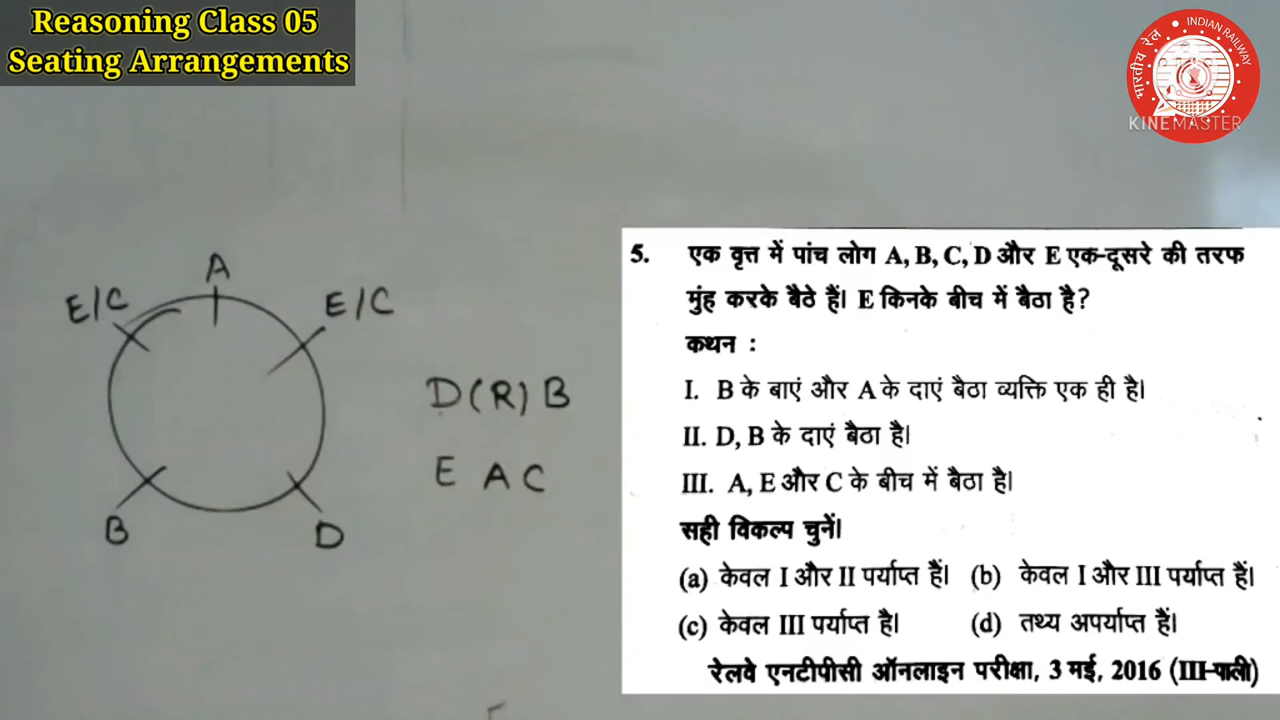 Reasoning Class 05
Seating Arrangements
भारतीय रेल
INDIAN RAILWAY
KINEMASTER
A
E/C
E/C
B
D
D(R) B
E A C
5. एक वृत्त में पांच लोग A, B, C, D और E एक-दूसरे की तरफ
मुंह करके बैठे हैं। E किनके बीच में बैठा है?
कथन :
I. B के बाएं और A के दाएं बैठा व्यक्ति एक ही है।
II. D, B के दाएं बैठा है।
III. A, E और C के बीच में बैठा है।
सही विकल्प चुनें।
(a) केवल I और II पर्याप्त हैं। (b) केवल I और III पर्याप्त हैं।
(c) केवल III पर्याप्त है। (d) तथ्य अपर्याप्त हैं।
रेलवे एनटीपीसी ऑनलाइन परीक्षा, 3 मई, 2016 (III-पाली)